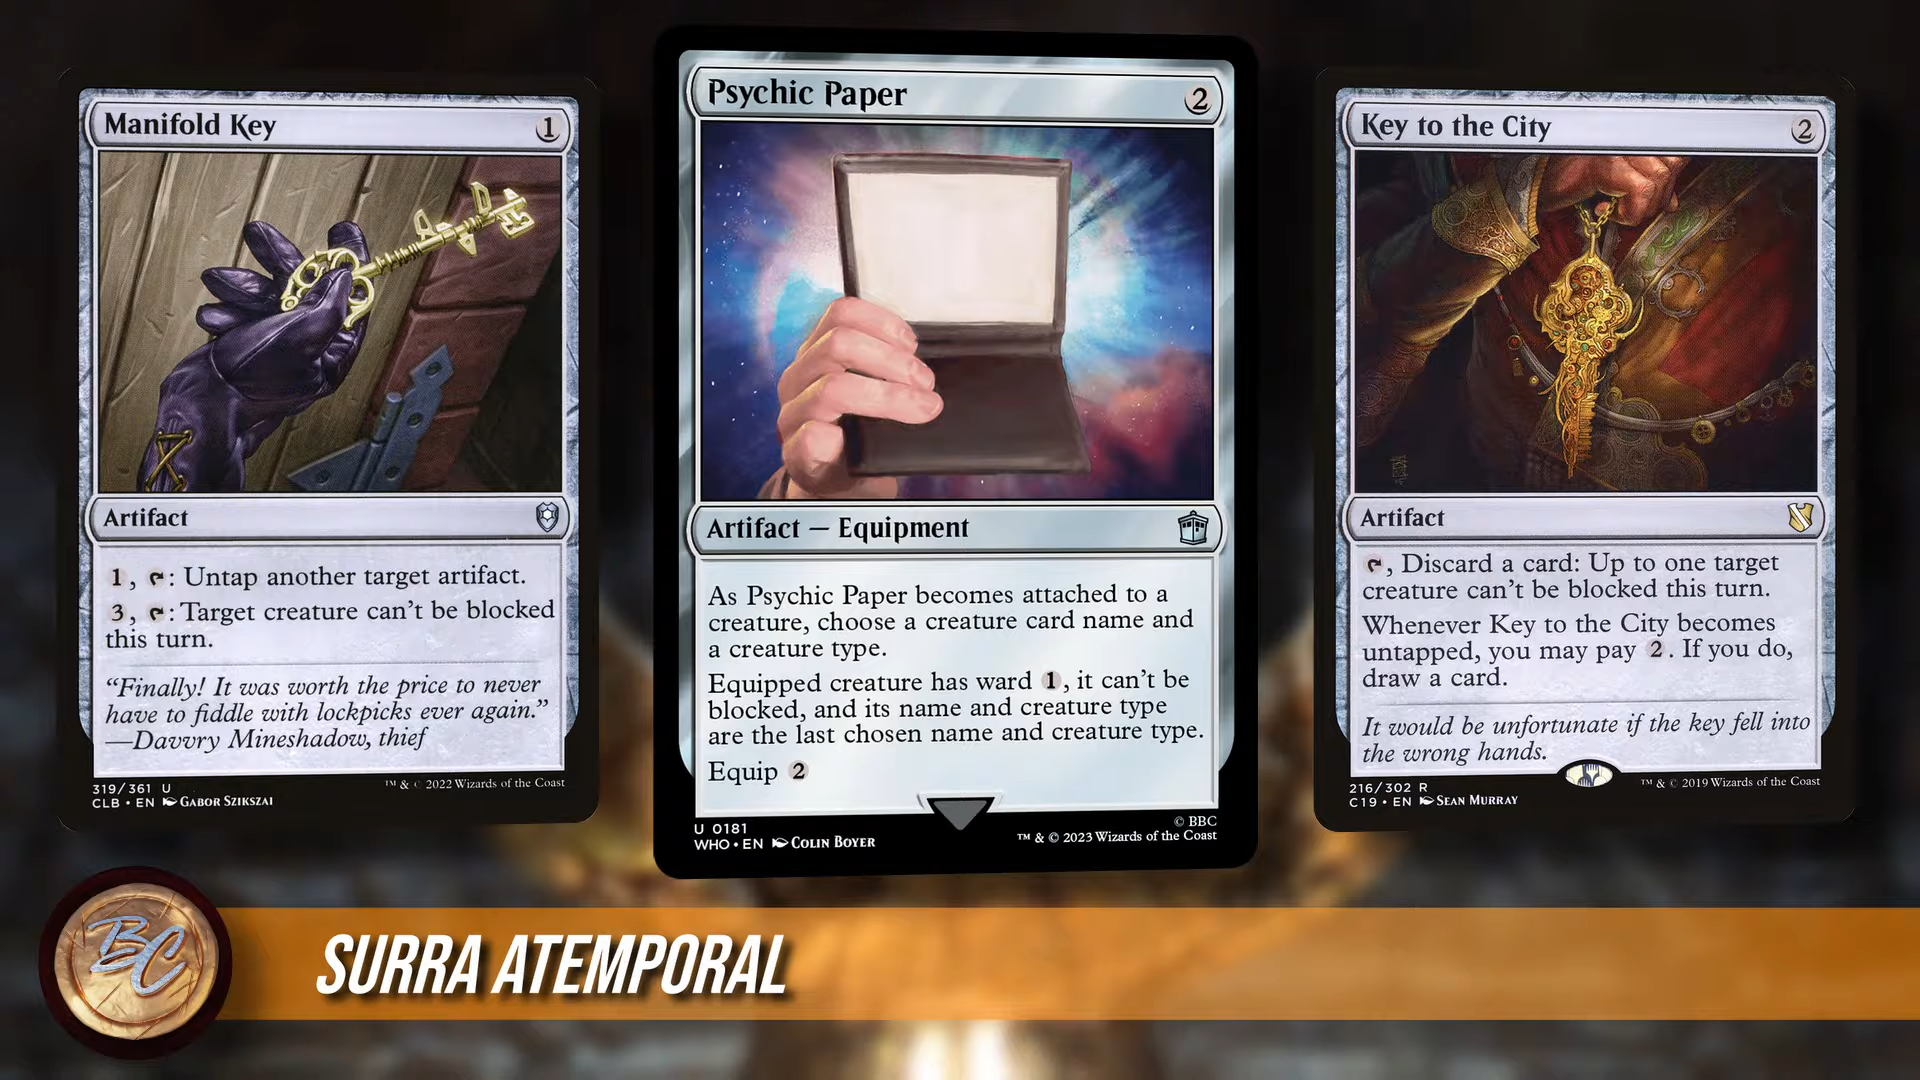 Manifold Key
1
Artifact
1, : Untap another target artifact.
3, : Target creature can't be blocked
this turn.
“Finally! It was worth the price to never
have to fiddle with lockpicks ever again.”
—Davvry Mineshadow, thief
319/361 U
CLB • EN GABOR SZIKSZAI
™ & © 2022 Wizards of the Coast
Psychic Paper
2
Artifact — Equipment
As Psychic Paper becomes attached to a
creature, choose a creature card name and
a creature type.
Equipped creature has ward 1, it can't be
blocked, and its name and creature type
are the last chosen name and creature type.
Equip 2
U 0181
WHO • EN COLIN BOYER
© BBC
™ & © 2023 Wizards of the Coast
Key to the City
2
Artifact
, Discard a card: Up to one target
creature can't be blocked this turn.
Whenever Key to the City becomes
untapped, you may pay 2. If you do,
draw a card.
It would be unfortunate if the key fell into
the wrong hands.
216/302 R
C19 • EN SEAN MURRAY
™ & © 2019 Wizards of the Coast
BC
SURRA ATEMPORAL